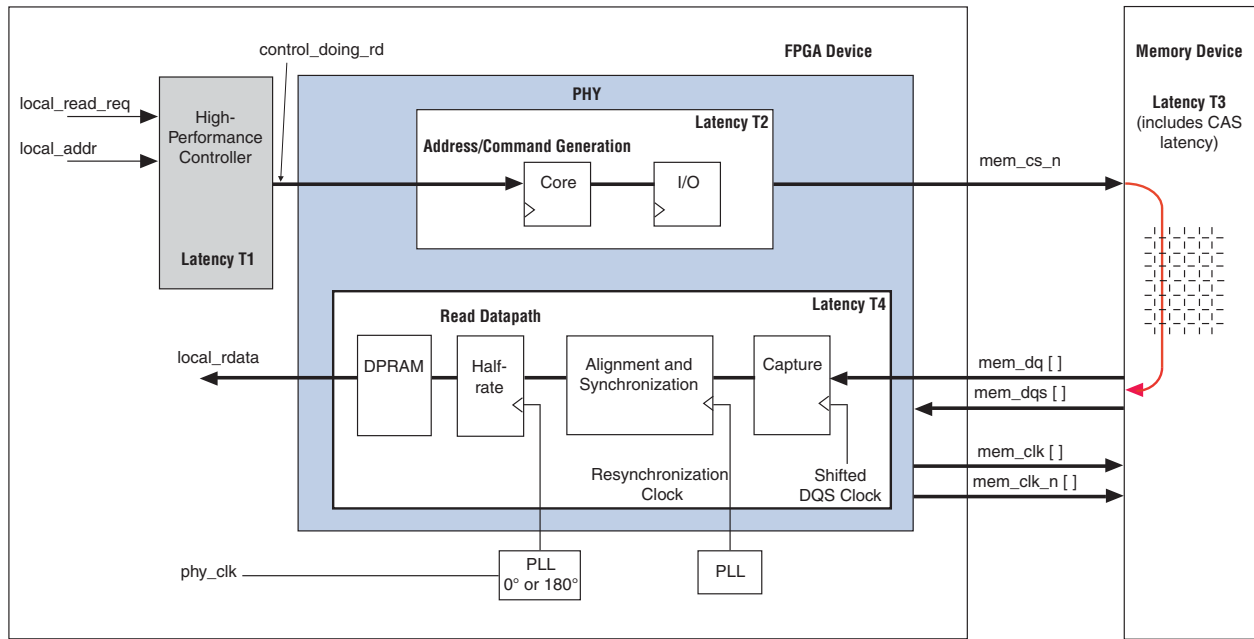 control_doing_rd
FPGA Device
Memory Device
PHY
local_read_req
High-
Performance
Controller
local_addr
Latency T1
Latency T2
Address/Command Generation
Core
I/O
mem_cs_n
Latency T3
(includes CAS
latency)
Latency T4
Read Datapath
local_rdata
DPRAM
Half-
rate
Alignment and
Synchronization
Capture
mem_dq [ ]
mem_dqs [ ]
mem_clk [ ]
mem_clk_n [ ]
Resynchronization
Clock
Shifted
DQS Clock
phy_clk
PLL
0° or 180°
PLL